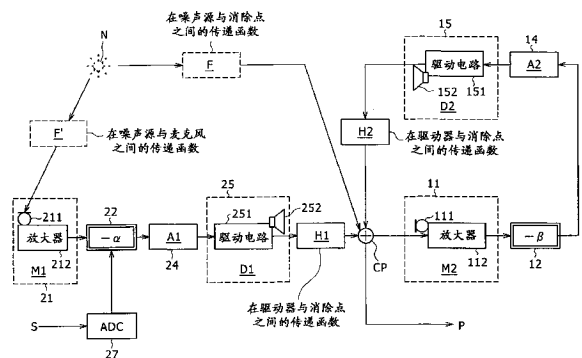 N
在噪声源与消除点
之间的传递函数
F
F'
在噪声源与麦克风
之间的传递函数
15
14
驱动电路
A2
152
151
D2
H2
在驱动器与消除点
之间的传递函数
211
放大器
212
M1
21
22
-α
A1
24
25
251
252
驱动电路
D1
H1
CP
11
111
放大器
112
M2
-β
12
在驱动器与消除点
之间的传递函数
S
ADC
27
P